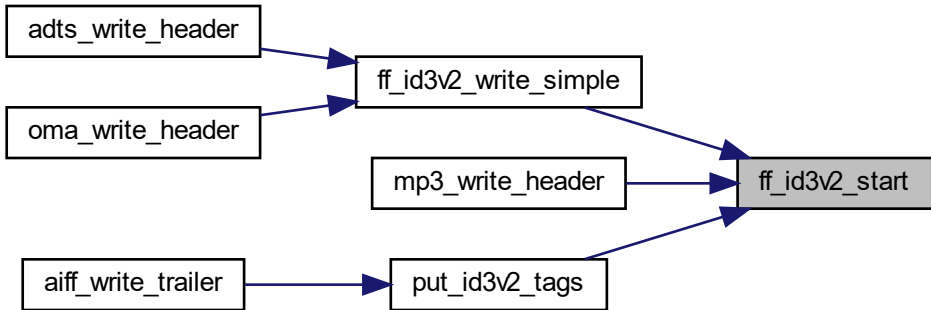 adts_write_header
ff_id3v2_write_simple
oma_write_header
mp3_write_header
ff_id3v2_start
aiff_write_trailer
put_id3v2_tags